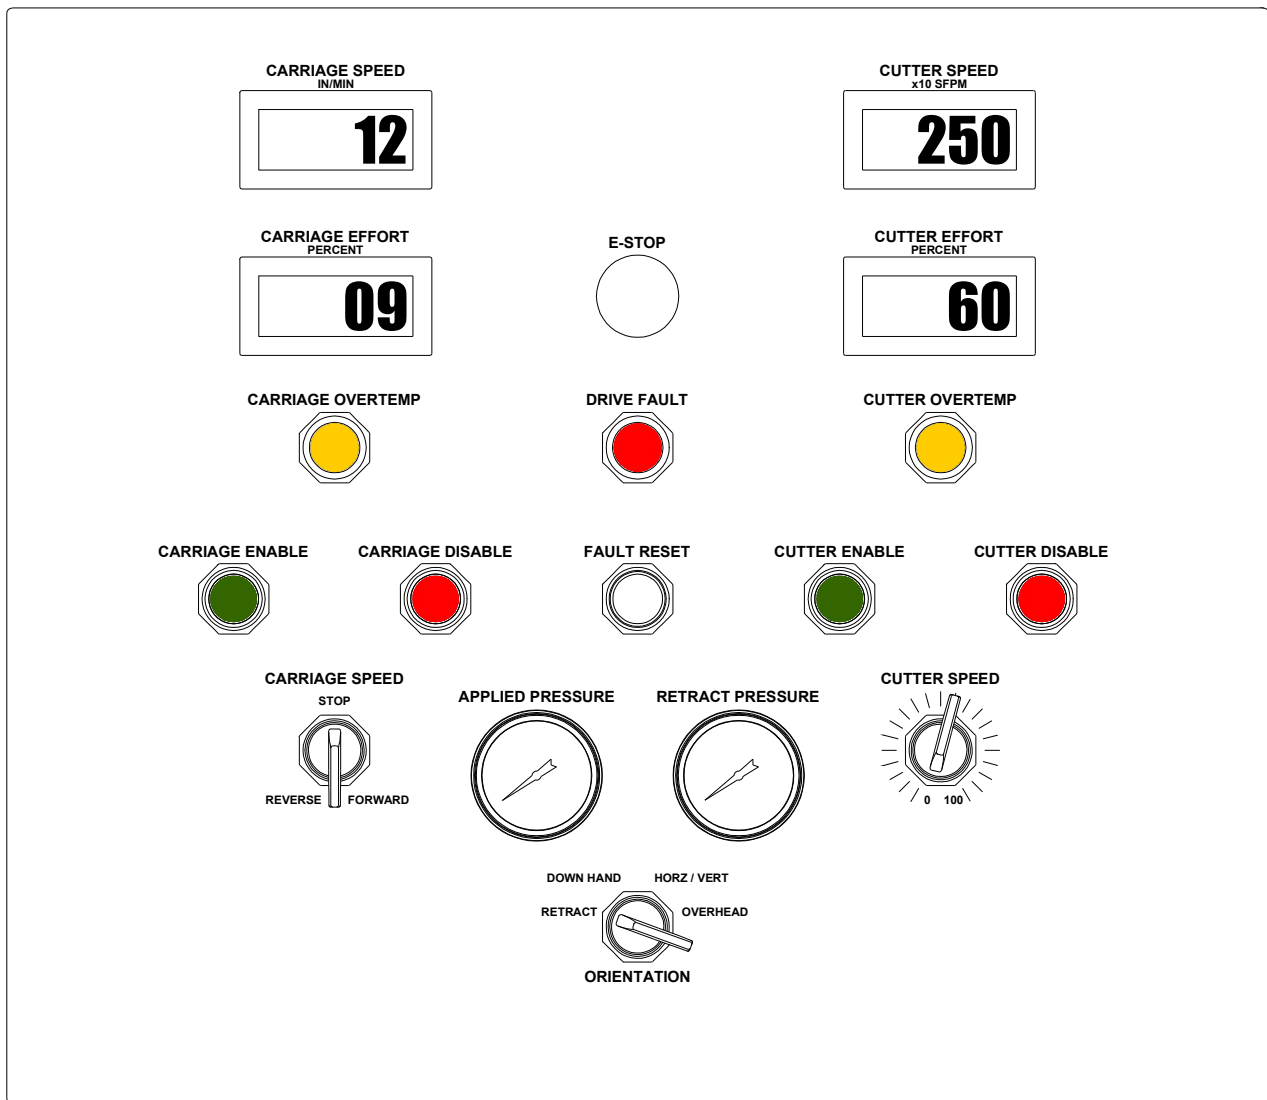 CARRIAGE SPEED
IN/MIN
12
CUTTER SPEED
x10 SFPM
250
CARRIAGE EFFORT
PERCENT
09
E-STOP
CUTTER EFFORT
PERCENT
60
CARRIAGE OVERTEMP
DRIVE FAULT
CUTTER OVERTEMP
CARRIAGE ENABLE
CARRIAGE DISABLE
FAULT RESET
CUTTER ENABLE
CUTTER DISABLE
CARRIAGE SPEED
STOP
REVERSE
FORWARD
APPLIED PRESSURE
RETRACT PRESSURE
CUTTER SPEED
0
100
DOWN HAND
HORZ / VERT
RETRACT
OVERHEAD
ORIENTATION